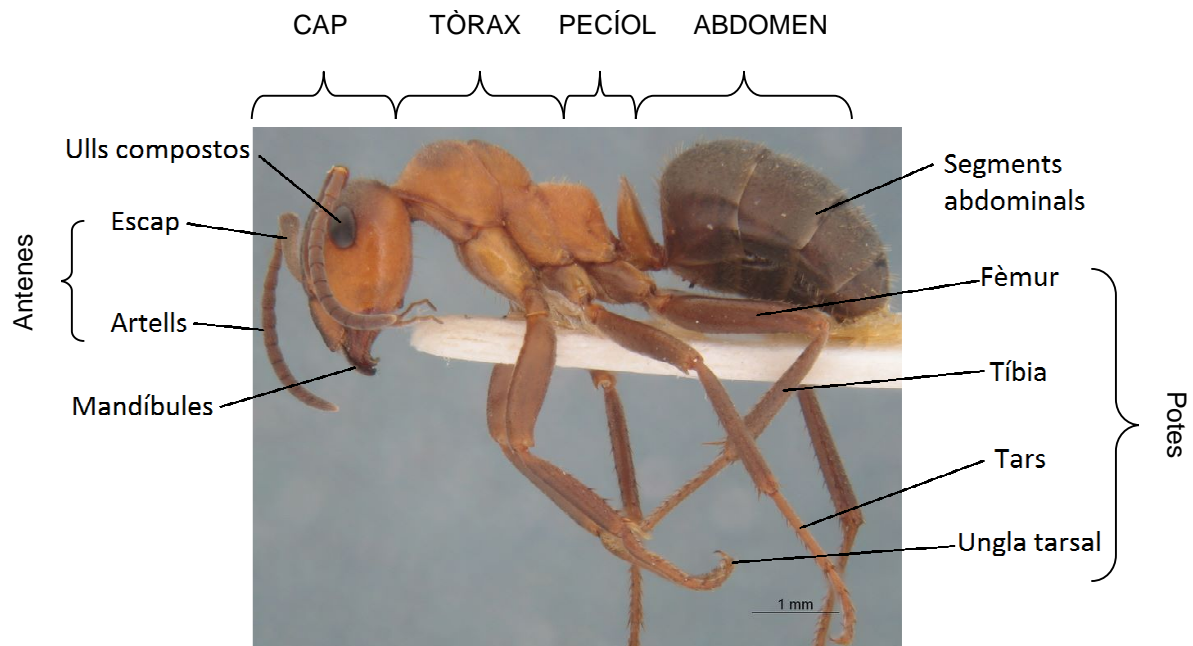 CAP
TÒRAX
PECÍOL
ABDOMEN
Ulls compostos
Escap
Antenes
Artells
Mandíbules
Segments
abdominals
Fèmur
Tíbia
Potes
Tars
Ungla tarsal
1 mm